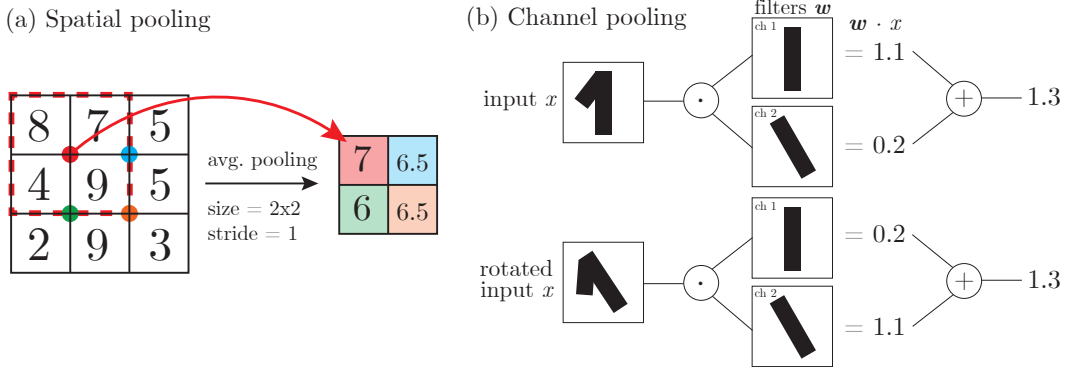 (a) Spatial pooling
8 7 5
4 9 5
2 9 3
avg. pooling
size = 2x2
stride = 1
7 6.5
6 6.5
(b) Channel pooling
filters w
w · x
input x
·
ch 1
= 1.1
ch 2
= 0.2
+
1.3
rotated
input x
·
ch 1
= 0.2
ch 2
= 1.1
+
1.3